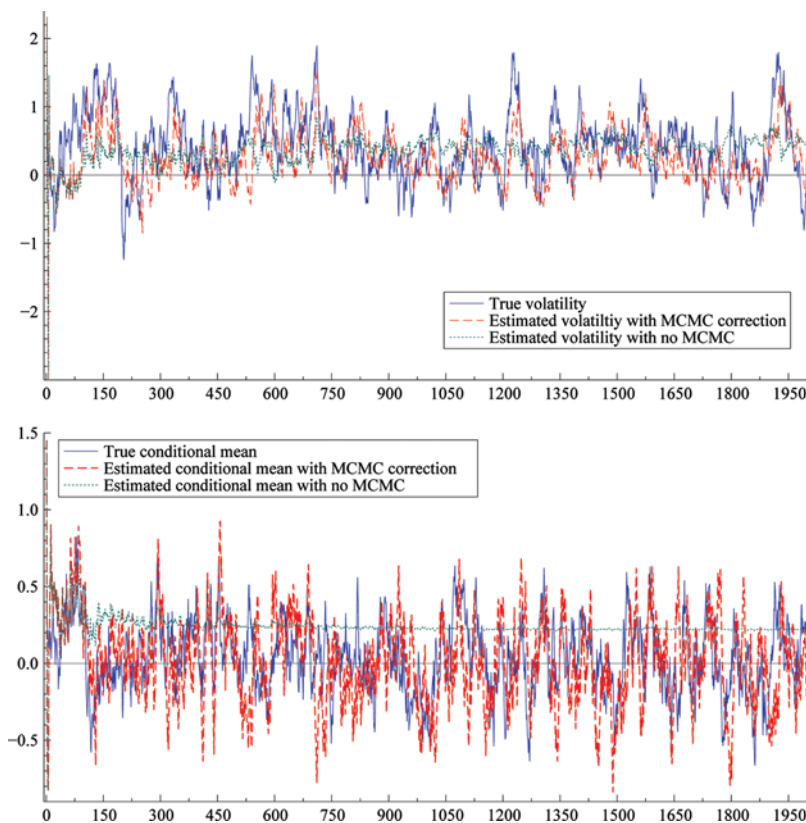 2
1
0
−1
−2
True volatility
Estimated volatiltiy with MCMC correction
Estimated volatility with no MCMC
0 150 300 450 600 750 900 1050 1200 1350 1500 1650 1800 1950
1.5
True conditional mean
Estimated conditional mean with MCMC correction
Estimated conditional mean with no MCMC
1.0
0.5
0.0
−0.5
0 150 300 450 600 750 900 1050 1200 1350 1500 1650 1800 1950